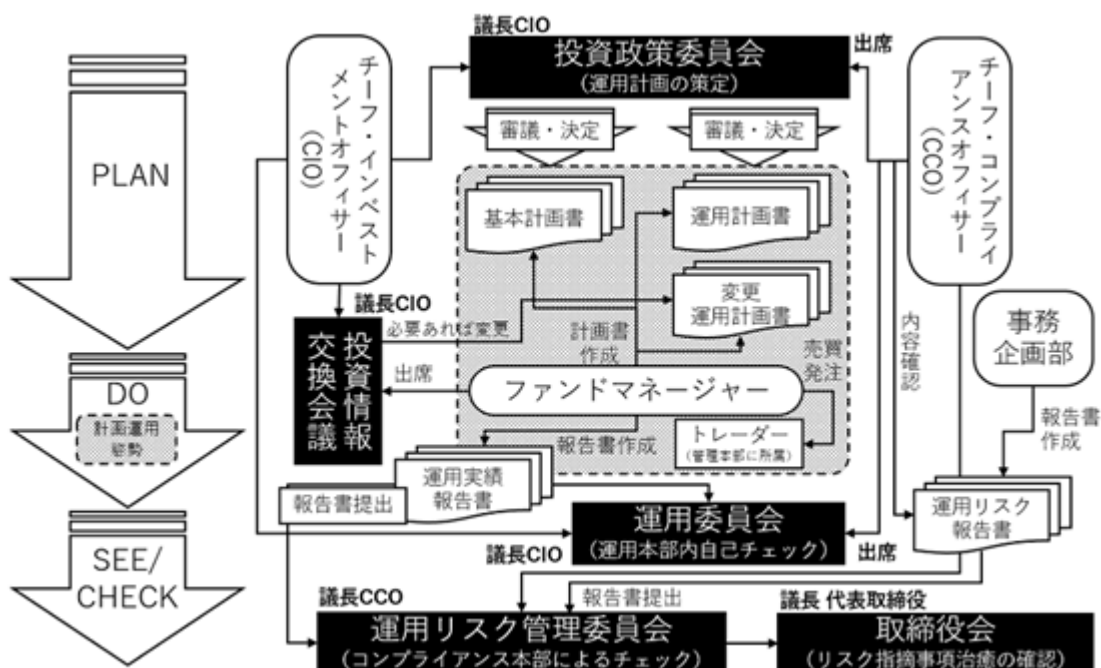 議長CIO
投資政策委員会
(運用計画の策定)
出席
チーフ・インベスト
メントオフィサー
(CIO)
チーフ・コンプライ
アンスオフィサー
(CCO)
審議・決定
審議・決定
PLAN
基本計画書
運用計画書
変更
運用計画書
議長CIO
必要あれば変更
計画書
作成
売買
発注
内容確認
事務
企画部
投資情報
交換会議
出席
ファンドマネージャー
DO
計画運用
姿勢
報告書作成
トレーダー
(管理本部に所属)
報告書
作成
運用実績
報告書
報告書提出
運用リスク
報告書
運用委員会
(運用本部内自己チェック)
議長CIO
出席
SEE/
CHECK
議長CCO
報告書提出
議長 代表取締役
運用リスク管理委員会
(コンプライアンス本部によるチェック)
取締役会
(リスク指摘事項治癒の確認)